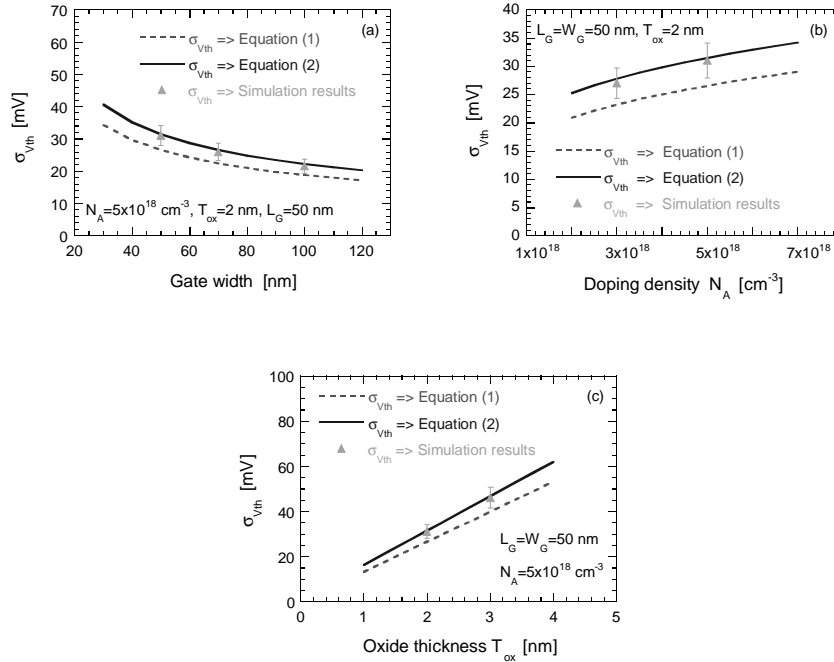 70
60
50
40
30
20
10
0
σVth [mV]
(a)
σVth => Equation (1)
σVth => Equation (2)
σVth => Simulation results
NA=5x10^18 cm^-3, Tox=2 nm, LG=50 nm
20 40 60 80 100 120
Gate width [nm]
40
35
30
25
20
15
10
5
0
σVth [mV]
(b)
LG=WG=50 nm, Tox=2 nm
σVth => Equation (1)
σVth => Equation (2)
σVth => Simulation results
1x10^18 3x10^18 5x10^18 7x10^18
Doping density NA [cm^-3]
100
80
60
40
20
0
σVth [mV]
(c)
σVth => Equation (1)
σVth => Equation (2)
σVth => Simulation results
LG=WG=50 nm
NA=5x10^18 cm^-3
0 1 2 3 4 5
Oxide thickness Tox [nm]